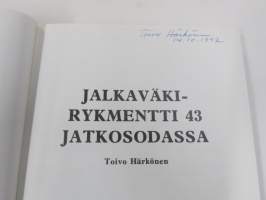 Toivo Härkönen
14.10.1992
JALKAVÄKI-
RYKMENTTI 43
JATKOSODASSA
Toivo Härkönen